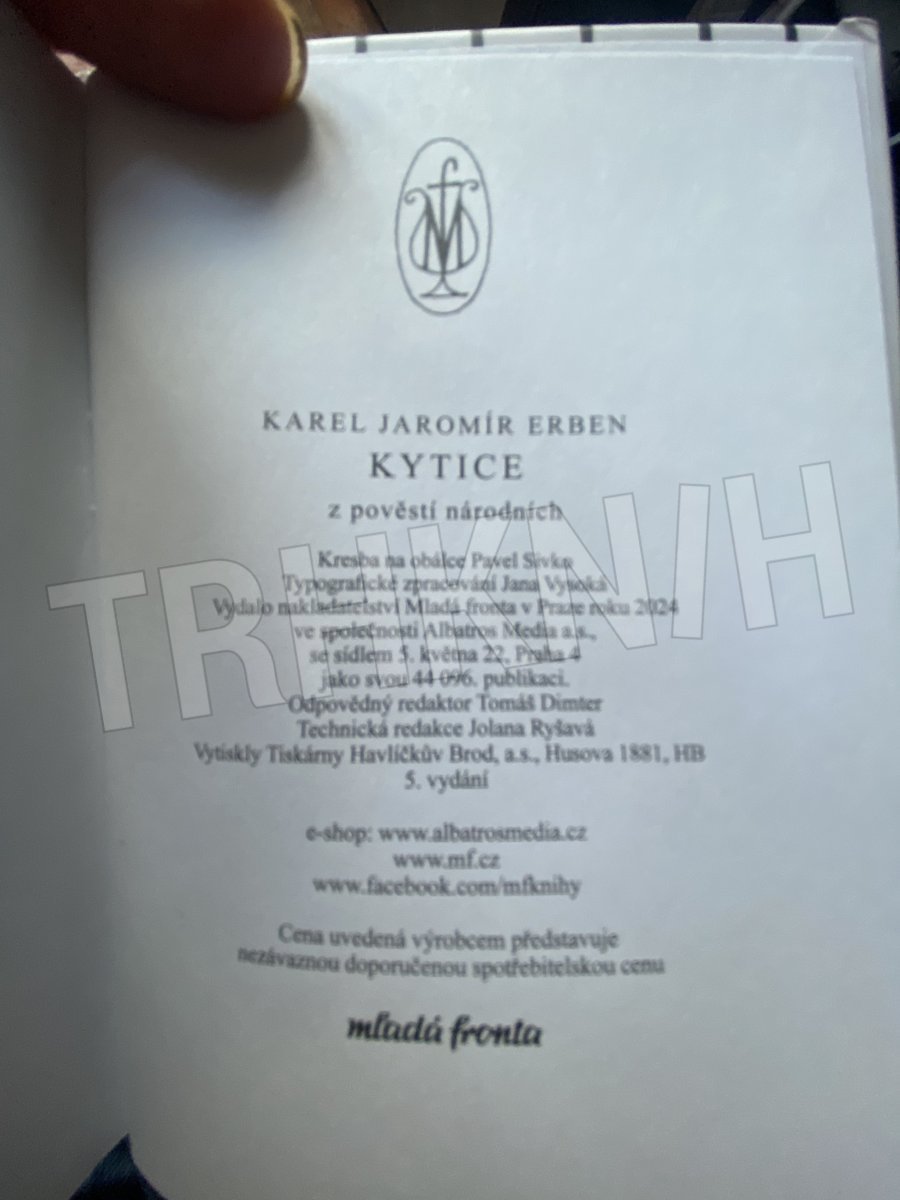 KAREL JAROMÍR ERBEN
KYTICE
z pověstí národních
Kresba na obálce Pavel Sivko
Typografické zpracování Jana Vysoká
Vydalo nakladatelství Mladá fronta v Praze roku 2024
ve společnosti Albatros Media a.s.,
se sídlem 5. května 22, Praha 4
jako svou 44 096. publikaci.
Odpovědný redaktor Tomáš Dimter
Technická redakce Jolana Ryšavá
Vytiskly Tiskárny Havlíčkův Brod, a.s., Husova 1881, HB
5. vydání
e-shop: www.albatrosmedia.cz
www.mf.cz
www.facebook.com/mfknihy
Cena uvedená výrobcem představuje
nezávaznou doporučenou spotřebitelskou cenu
mladá fronta
TRHKNIH